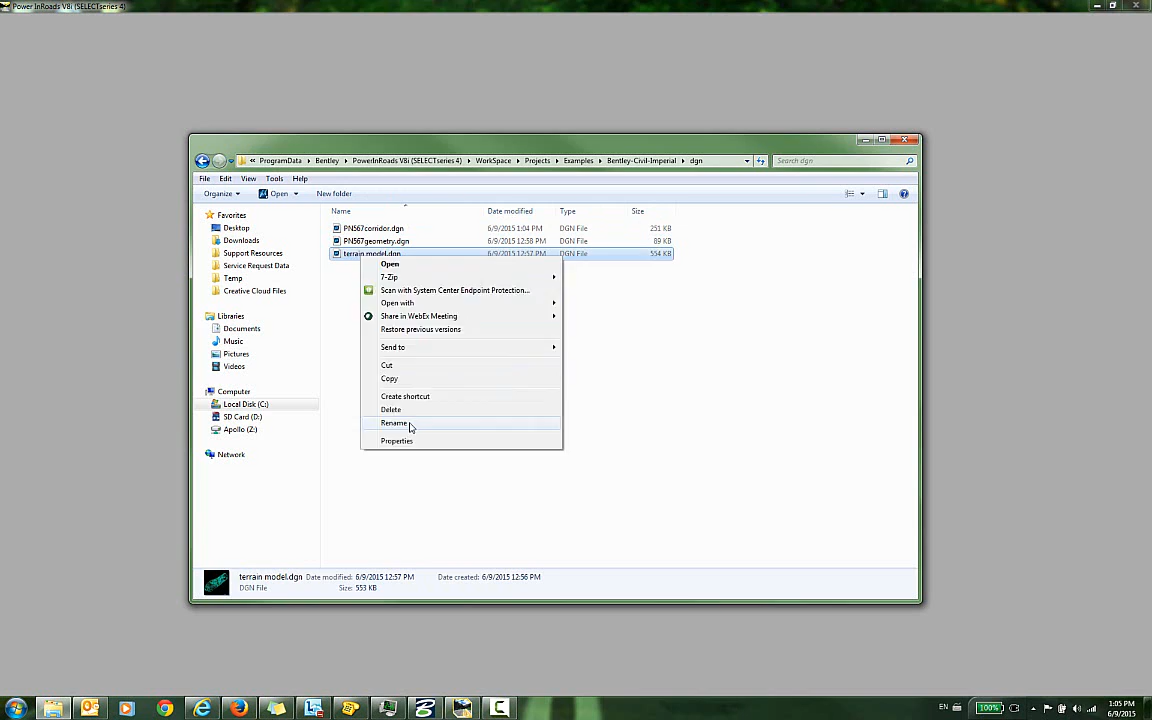 Power InRoads V8i (SELECTseries 4)
« ProgramData Bentley PowerInRoads V8i (SELECTseries 4) WorkSpace Projects Examples Bentley-Civil-Imperial dgn
Search dgn
File Edit View Tools Help
Organize Open New folder
Name Date modified Type Size
Favorites
Desktop
Downloads
Support Resources
Service Request Data
Temp
Creative Cloud Files
Libraries
Documents
Music
Pictures
Videos
Computer
Local Disk (C:)
SD Card (D:)
Apollo (Z:)
Network
PN567corridor.dgn 6/9/2015 1:04 PM DGN File 251 KB
PN567geometry.dgn 6/9/2015 12:58 PM DGN File 89 KB
terrain model.dgn 6/9/2015 12:57 PM DGN File 554 KB
Open
7-Zip
Scan with System Center Endpoint Protection...
Open with
Share in WebEx Meeting
Restore previous versions
Send to
Cut
Copy
Create shortcut
Delete
Rename
Properties
terrain model.dgn Date modified: 6/9/2015 12:57 PM Date created: 6/9/2015 12:56 PM
DGN File Size: 553 KB
EN
100%
1:05 PM
6/9/2015